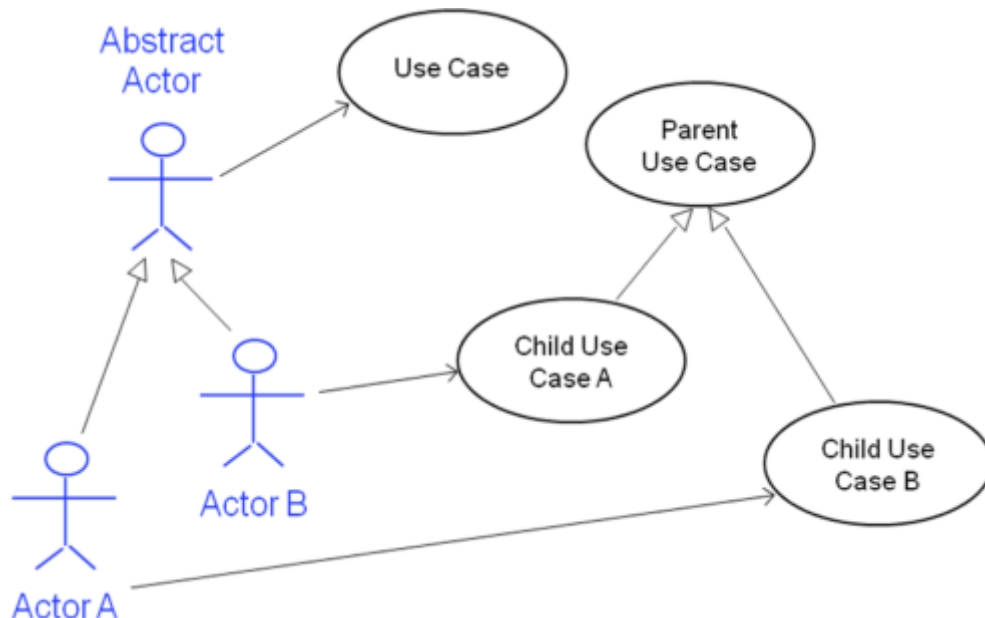 Abstract
Actor
Use Case
Parent
Use Case
Child Use
Case A
Child Use
Case B
Actor B
Actor A